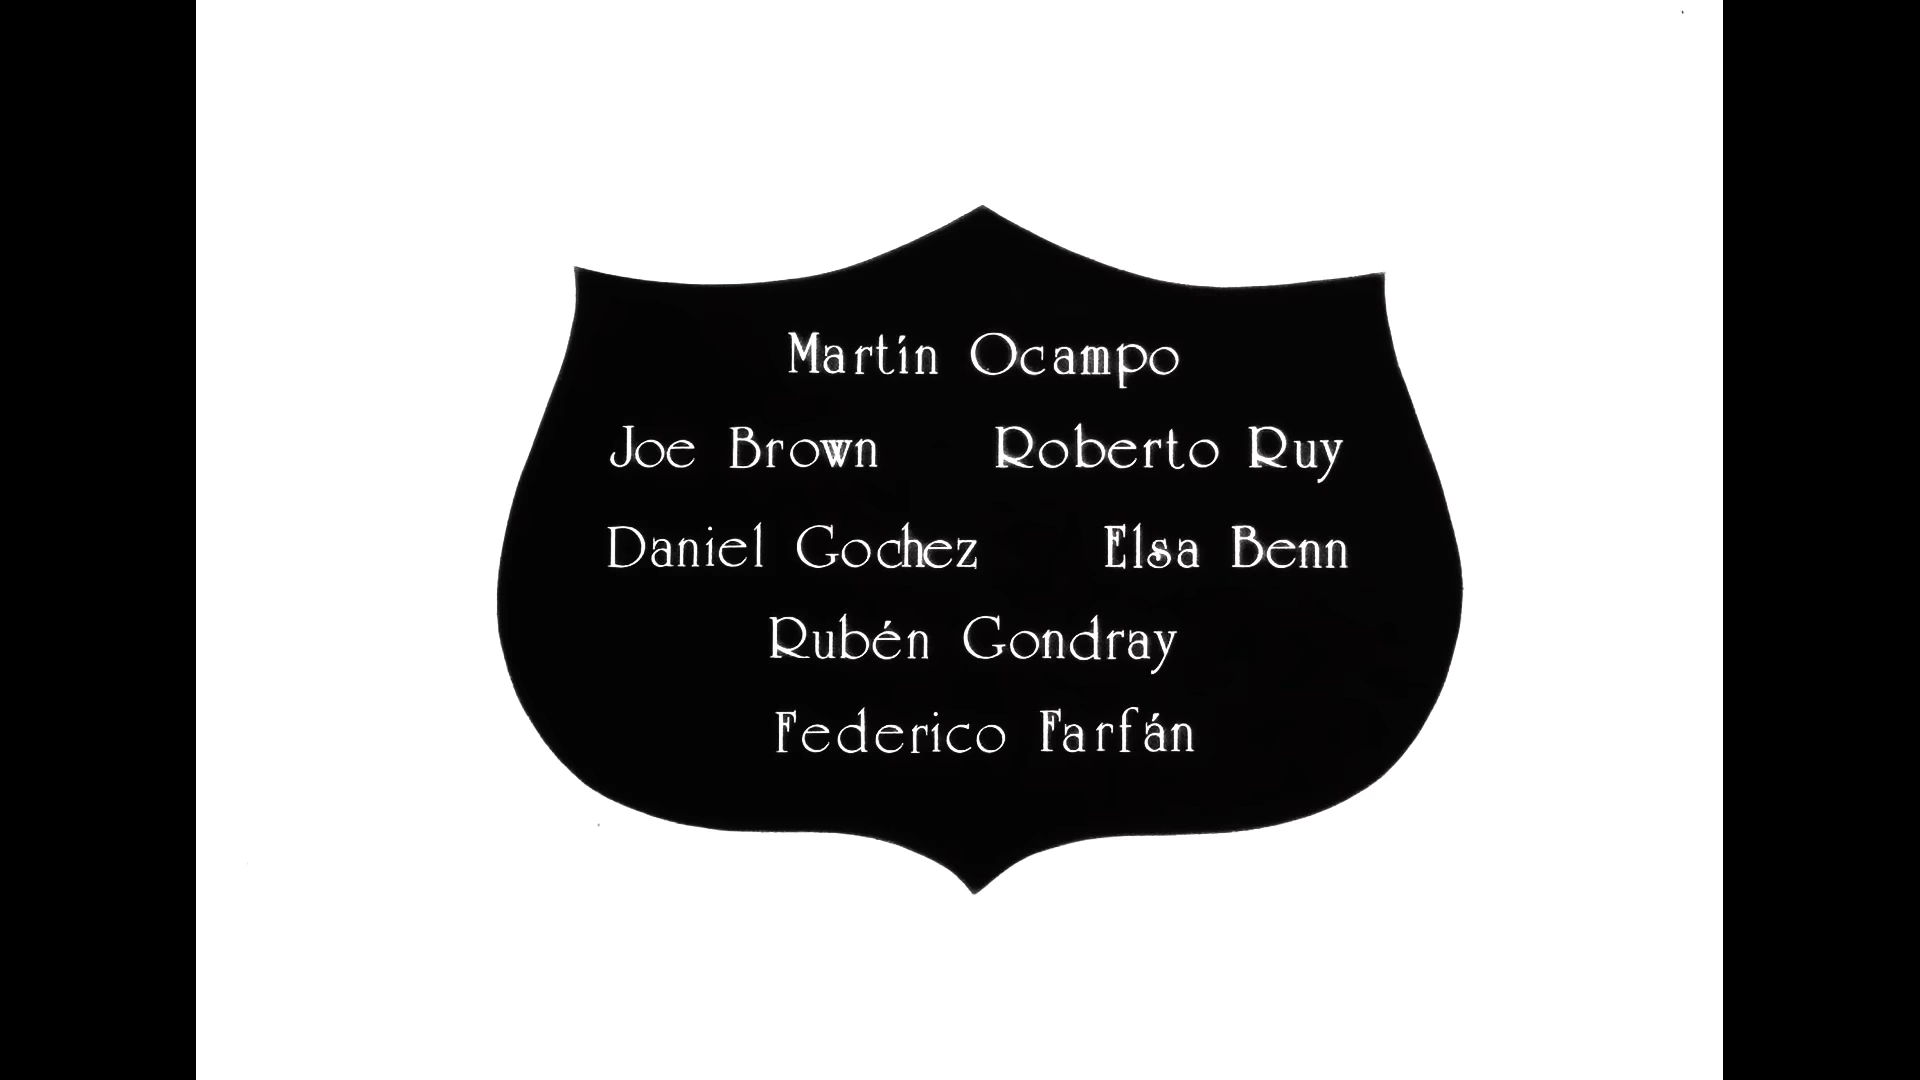 Martín Ocampo
Joe Brown Roberto Ruy
Daniel Gochez Elsa Benn
Rubén Gondray
Federico Farfán